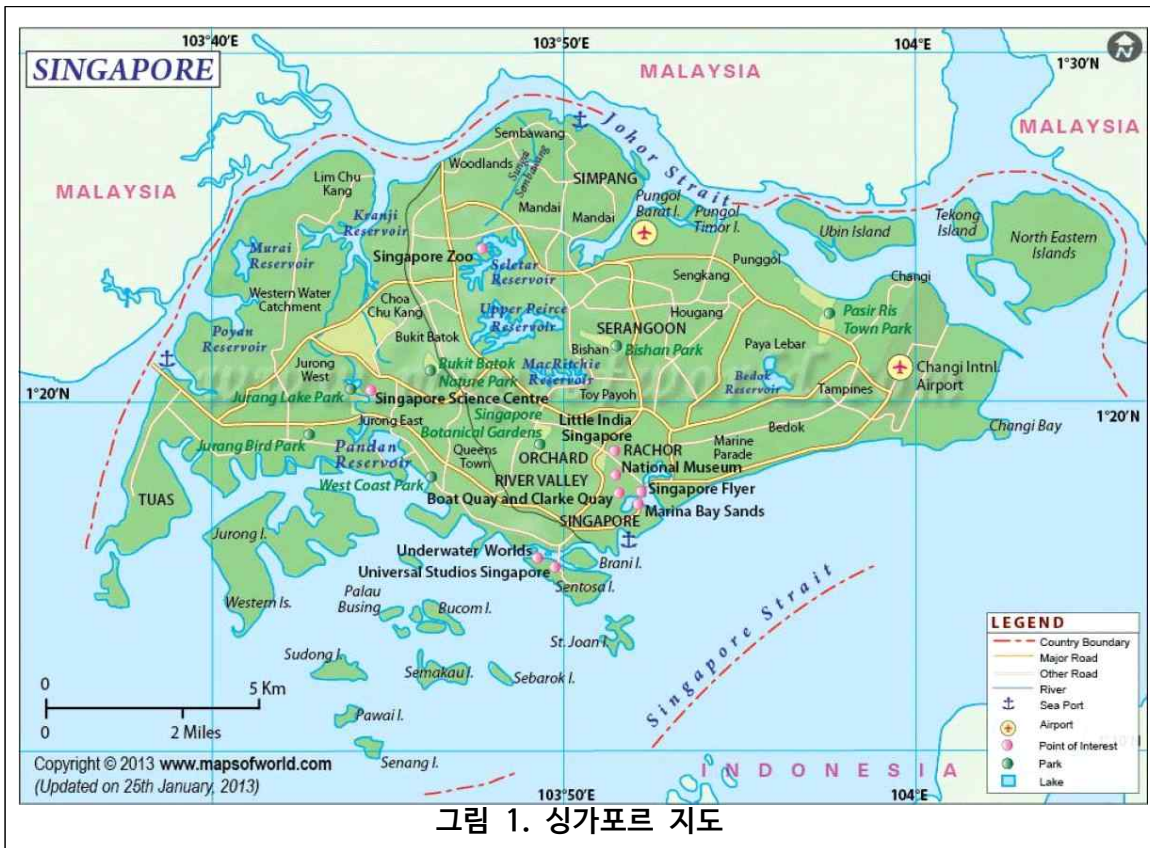 103°40'E
103°50'E
104°E
1°30'N
N
SINGAPORE
MALAYSIA
MALAYSIA
MALAYSIA
Johor Strait
Sembawang
Woodlands
Sungai
Sembawang
SIMPANG
Lim Chu
Kang
Kranji
Reservoir
Mandai
Mandai
Pungol
Barat I.
Pungol
Timor I.
Ubin Island
Tekong
Island
North Eastern
Islands
Murai
Reservoir
Singapore Zoo
Seletar
Reservoir
Punggol
Sengkang
Changi
Western Water
Catchment
Choa
Chu Kang
Upper Peirce
Reservoir
Hougang
SERANGOON
Pasir Ris
Town Park
Poyan
Reservoir
Bukit Batok
Bishan
Bishan Park
Paya Lebar
Jurong
West
Bukit Batok
Nature Park
MacRitchie
Reservoir
Bedok
Reservoir
Changi Intnl.
Airport
1°20'N
Jurang Lake Park
Singapore Science Centre
Toy Payoh
Tampines
1°20'N
Jurong East
Singapore
Botanical Gardens
Little India
Singapore
Bedok
Changi Bay
Jurang Bird Park
Pandan
Reservoir
Queens
Town
ORCHARD
RACHOR
Marine
Parade
National Museum
West Coast Park
RIVER VALLEY
Boat Quay and Clarke Quay
Singapore Flyer
TUAS
SINGAPORE
Marina Bay Sands
Jurong I.
Underwater Worlds
Brani I.
Universal Studios Singapore
Sentosa I.
Western Is.
Palau
Busing
Bucom I.
St. Joan I.
Singapore Strait
Sudong I.
Semakau I.
Sebarok I.
Pawai I.
Senang I.
0
5 Km
0
2 Miles
LEGEND
Country Boundary
Major Road
Other Road
River
Sea Port
Airport
Point of Interest
Park
Lake
INDONESIA
Copyright © 2013 www.mapsofworld.com
(Updated on 25th January, 2013)
103°50'E
104°E
그림 1. 싱가포르 지도